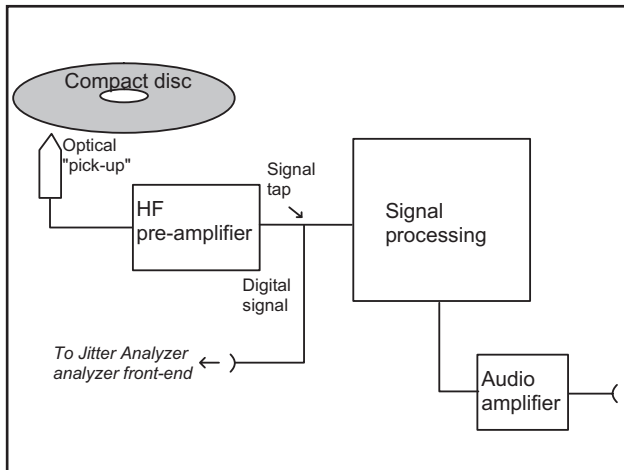 Compact disc
Optical
"pick-up"
HF
pre-amplifier
Signal
tap
Signal
processing
Digital
signal
To Jitter Analyzer
analyzer front-end
Audio
amplifier